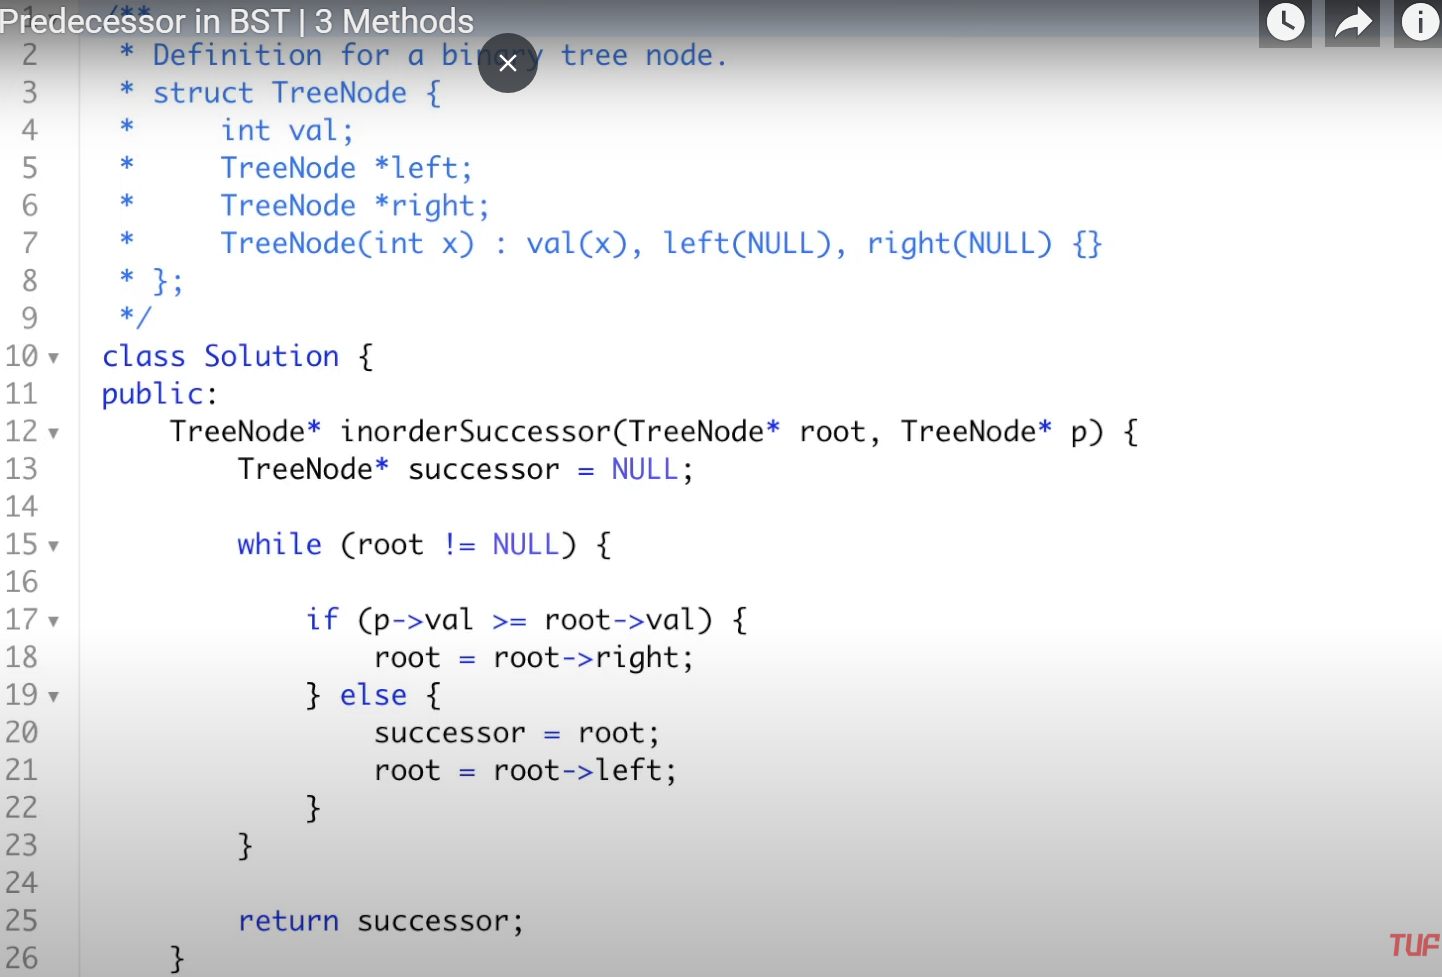 Predecessor in BST | 3 Methods
1 /**
2 * Definition for a binary tree node.
3 * struct TreeNode {
4 *     int val;
5 *     TreeNode *left;
6 *     TreeNode *right;
7 *     TreeNode(int x) : val(x), left(NULL), right(NULL) {}
8 * };
9 */
10 class Solution {
11 public:
12     TreeNode* inorderSuccessor(TreeNode* root, TreeNode* p) {
13         TreeNode* successor = NULL;
14
15         while (root != NULL) {
16
17             if (p->val >= root->val) {
18                 root = root->right;
19             } else {
20                 successor = root;
21                 root = root->left;
22             }
23         }
24
25         return successor;
26     }
TUF